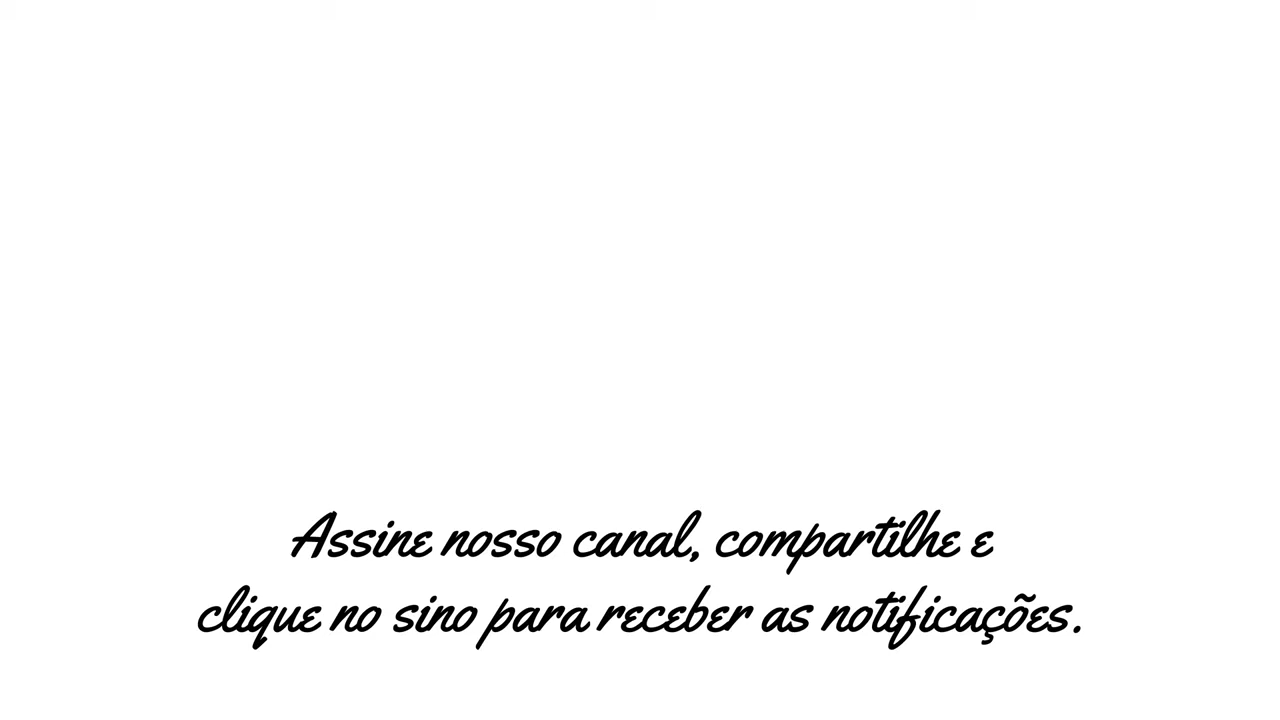 Assine nosso canal, compartilhe e
clique no sino para receber as notificações.